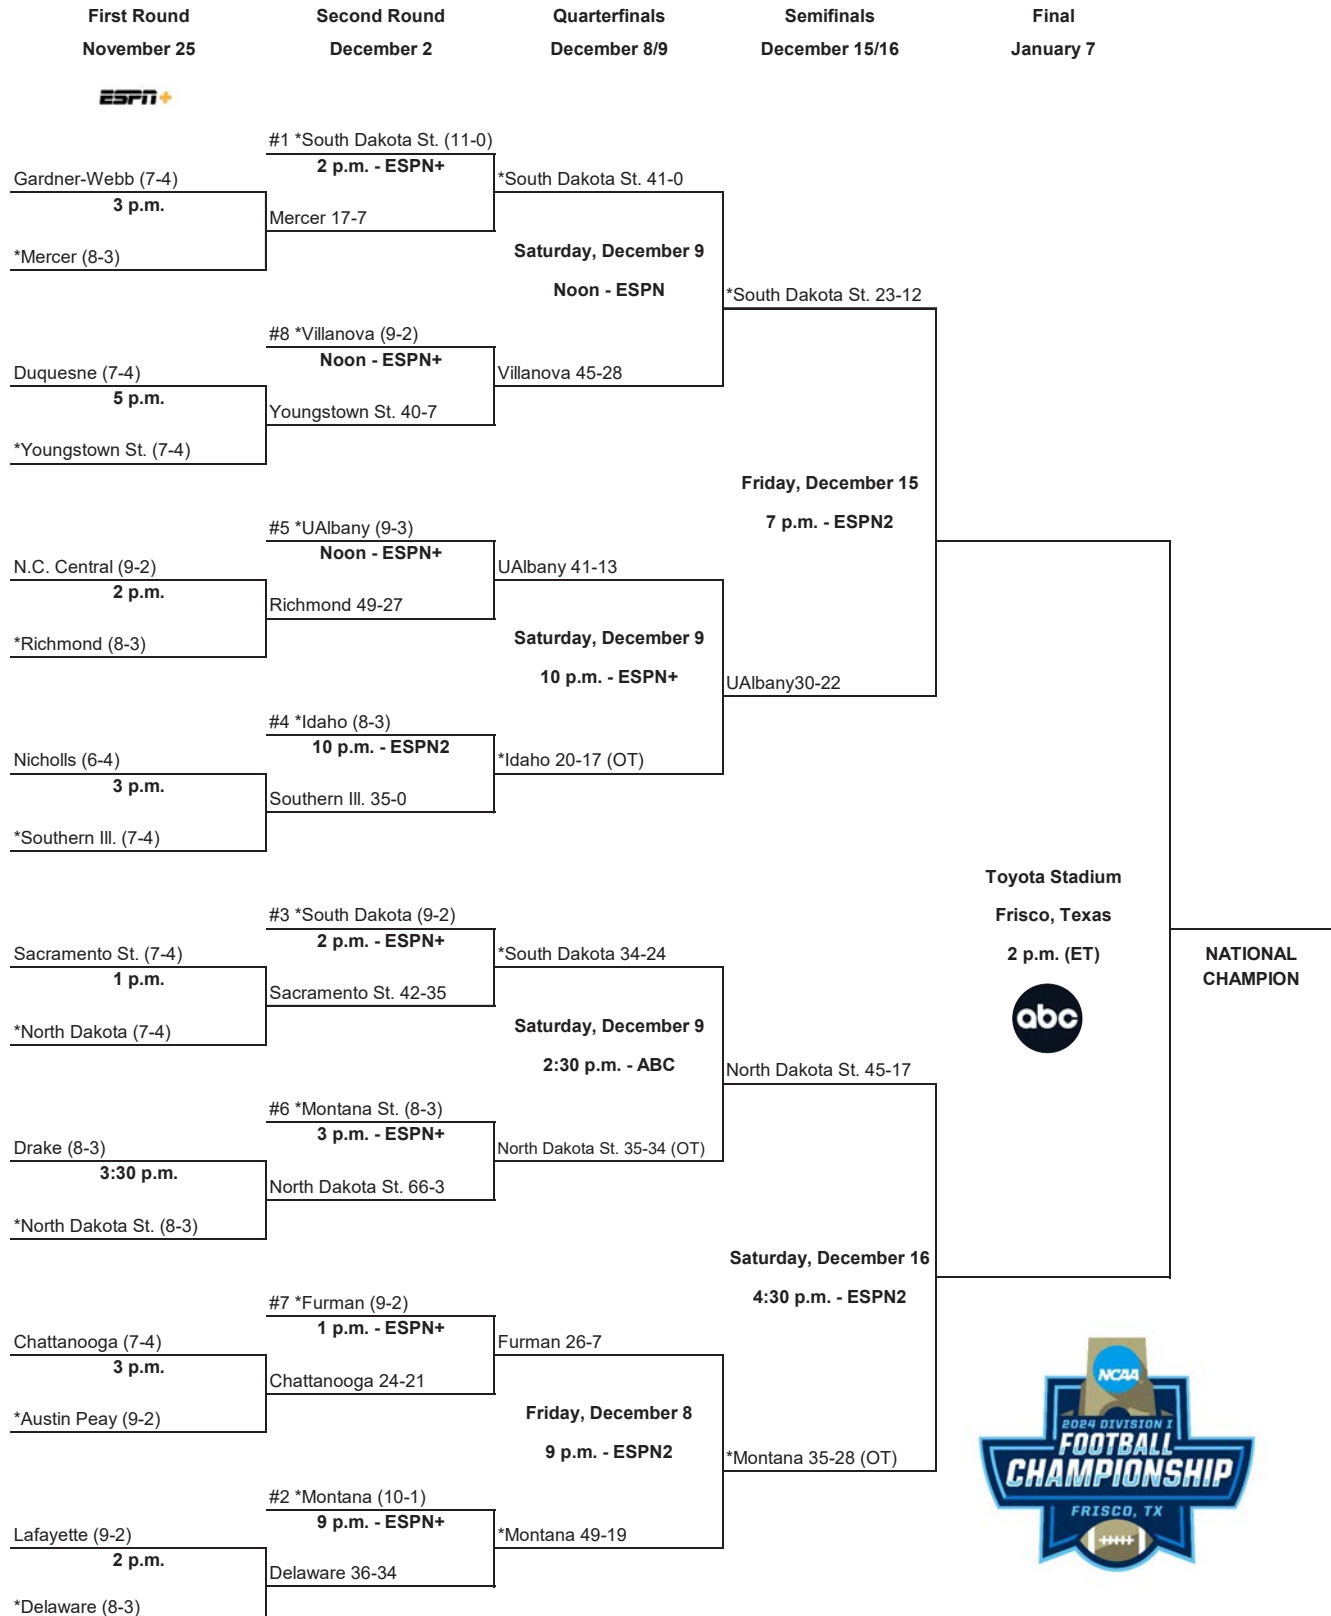 First Round
Second Round
Quarterfinals
Semifinals
Final
November 25
December 2
December 8/9
December 15/16
January 7
ESPN+
#1 *South Dakota St. (11-0)
2 p.m. - ESPN+
Gardner-Webb (7-4)
*South Dakota St. 41-0
3 p.m.
Mercer 17-7
*Mercer (8-3)
Saturday, December 9
Noon - ESPN
*South Dakota St. 23-12
#8 *Villanova (9-2)
Noon - ESPN+
Duquesne (7-4)
Villanova 45-28
5 p.m.
Youngstown St. 40-7
*Youngstown St. (7-4)
Friday, December 15
7 p.m. - ESPN2
#5 *UAlbany (9-3)
Noon - ESPN+
N.C. Central (9-2)
UAlbany 41-13
2 p.m.
Richmond 49-27
*Richmond (8-3)
Saturday, December 9
10 p.m. - ESPN+
UAlbany30-22
#4 *Idaho (8-3)
10 p.m. - ESPN2
Nicholls (6-4)
*Idaho 20-17 (OT)
3 p.m.
Southern Ill. 35-0
*Southern Ill. (7-4)
Toyota Stadium
Frisco, Texas
2 p.m. (ET)
abc
NATIONAL
CHAMPION
#3 *South Dakota (9-2)
2 p.m. - ESPN+
Sacramento St. (7-4)
*South Dakota 34-24
1 p.m.
Sacramento St. 42-35
*North Dakota (7-4)
Saturday, December 9
2:30 p.m. - ABC
North Dakota St. 45-17
#6 *Montana St. (8-3)
3 p.m. - ESPN+
Drake (8-3)
North Dakota St. 35-34 (OT)
3:30 p.m.
North Dakota St. 66-3
*North Dakota St. (8-3)
Saturday, December 16
4:30 p.m. - ESPN2
#7 *Furman (9-2)
1 p.m. - ESPN+
Chattanooga (7-4)
Furman 26-7
3 p.m.
Chattanooga 24-21
*Austin Peay (9-2)
Friday, December 8
9 p.m. - ESPN2
*Montana 35-28 (OT)
#2 *Montana (10-1)
9 p.m. - ESPN+
Lafayette (9-2)
*Montana 49-19
2 p.m.
Delaware 36-34
*Delaware (8-3)
NCAA
2024 DIVISION I
FOOTBALL
CHAMPIONSHIP
FRISCO, TX